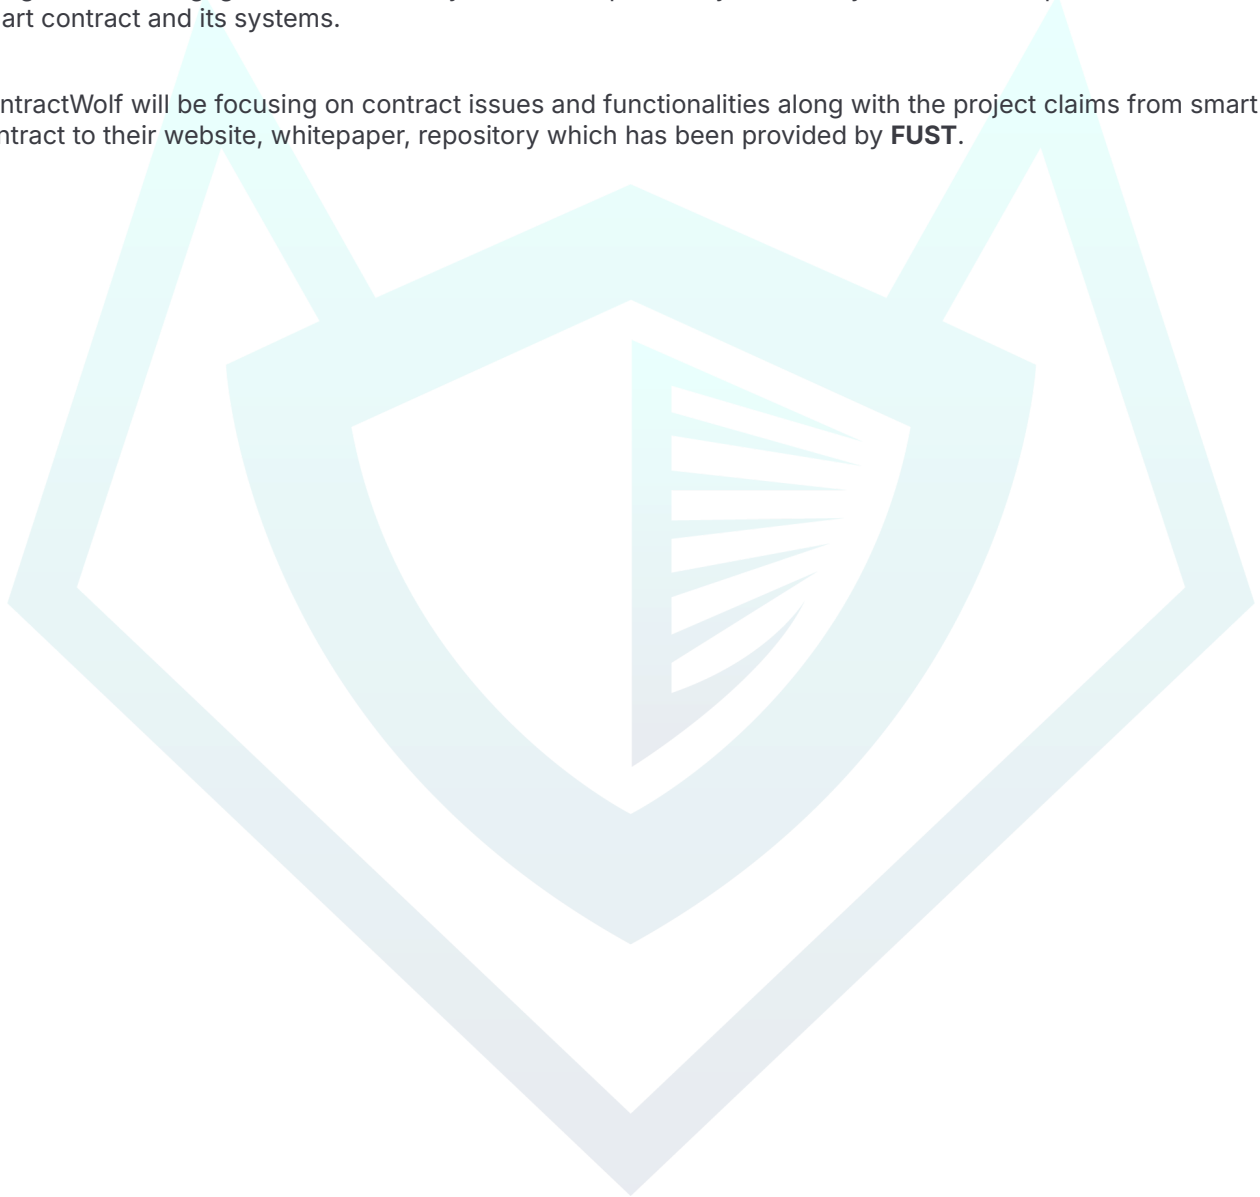 art contract and its systems.
ntractWolf will be focusing on contract issues and functionalities along with the project claims from smart
ntract to their website, whitepaper, repository which has been provided by FUST.